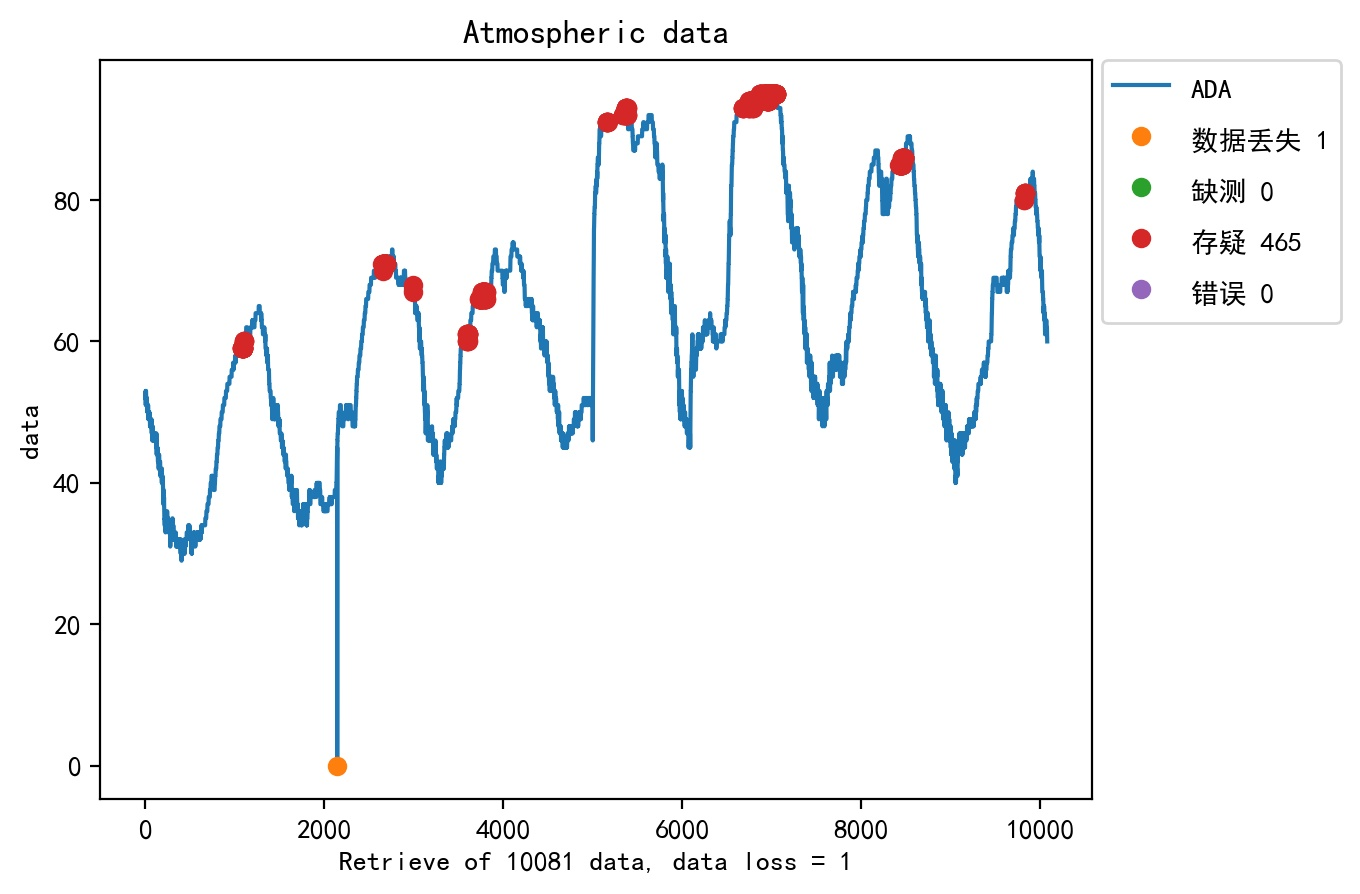 Atmospheric data
ADA
数据丢失 1
缺测 0
存疑 465
错误 0
data
80
60
40
20
0
0 2000 4000 6000 8000 10000
Retrieve of 10081 data, data loss = 1